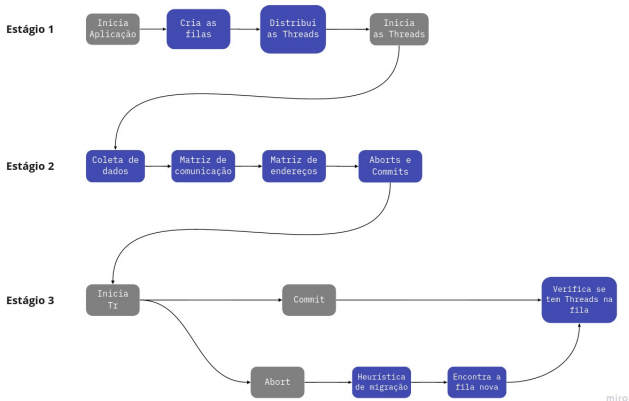 Estágio 1
Inicia
Aplicação
Cria as
filas
Distribui
as Threads
Inicia
as Threads
Estágio 2
Coleta de
dados
Matriz de
comunicação
Matriz de
endereços
Aborts e
Commits
Estágio 3
Inicia
Tr
Commit
Verifica se
tem Threads na
fila
Abort
Heuristica
de migração
Encontra a
fila nova
miro